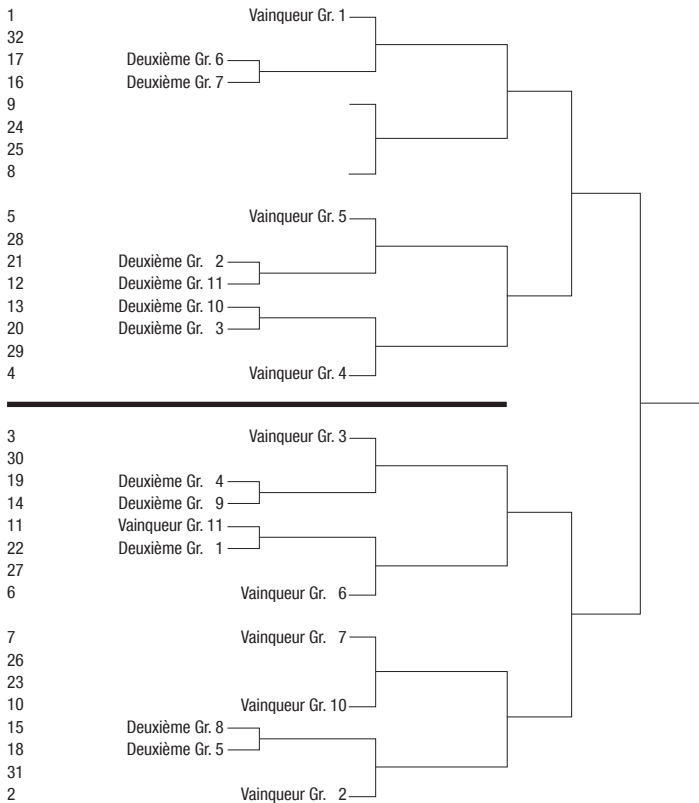 1 Vainqueur Gr. 1
32
17 Deuxième Gr. 6
16 Deuxième Gr. 7
9
24
25
8
5 Vainqueur Gr. 5
28
21 Deuxième Gr. 2
12 Deuxième Gr. 11
13 Deuxième Gr. 10
20 Deuxième Gr. 3
29
4 Vainqueur Gr. 4
3 Vainqueur Gr. 3
30
19 Deuxième Gr. 4
14 Deuxième Gr. 9
11 Vainqueur Gr. 11
22 Deuxième Gr. 1
27
6 Vainqueur Gr. 6
7 Vainqueur Gr. 7
26
23
10 Vainqueur Gr. 10
15 Deuxième Gr. 8
18 Deuxième Gr. 5
31
2 Vainqueur Gr. 2